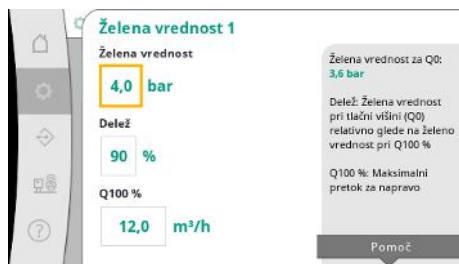 Želena vrednost 1
Želena vrednost
4,0 bar
Delež
90 %
Q100 %
12,0 m³/h
Želena vrednost za Q0:
3,6 bar
Delež: Želena vrednost
pri tlačni višini (Q0)
relativno glede na želeno
vrednost pri Q100 %
Q100 %: Maksimalni
pretok za napravo
Pomoč